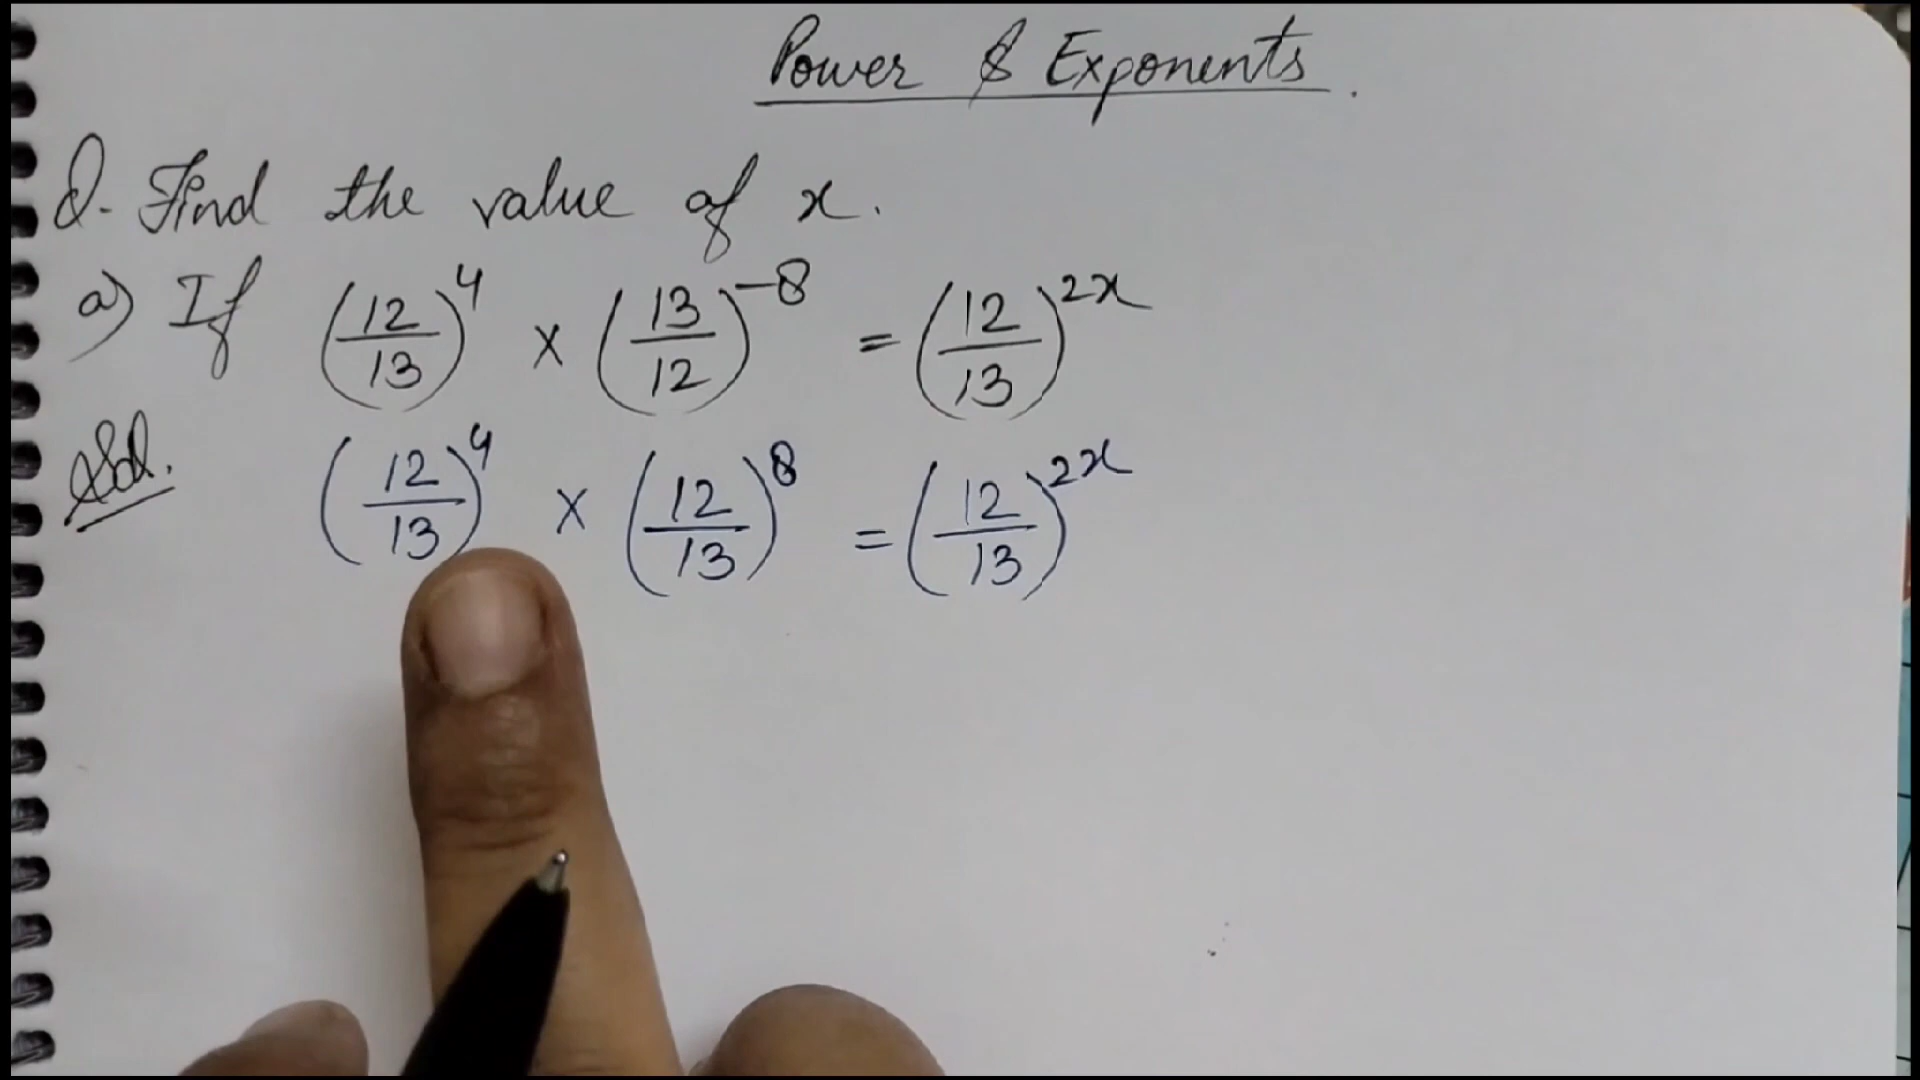 Power & Exponents.
Q. Find the value of x.
a) If (12/13)^4 × (13/12)^-8 = (12/13)^2x
Sol. (12/13)^4 × (12/13)^8 = (12/13)^2x